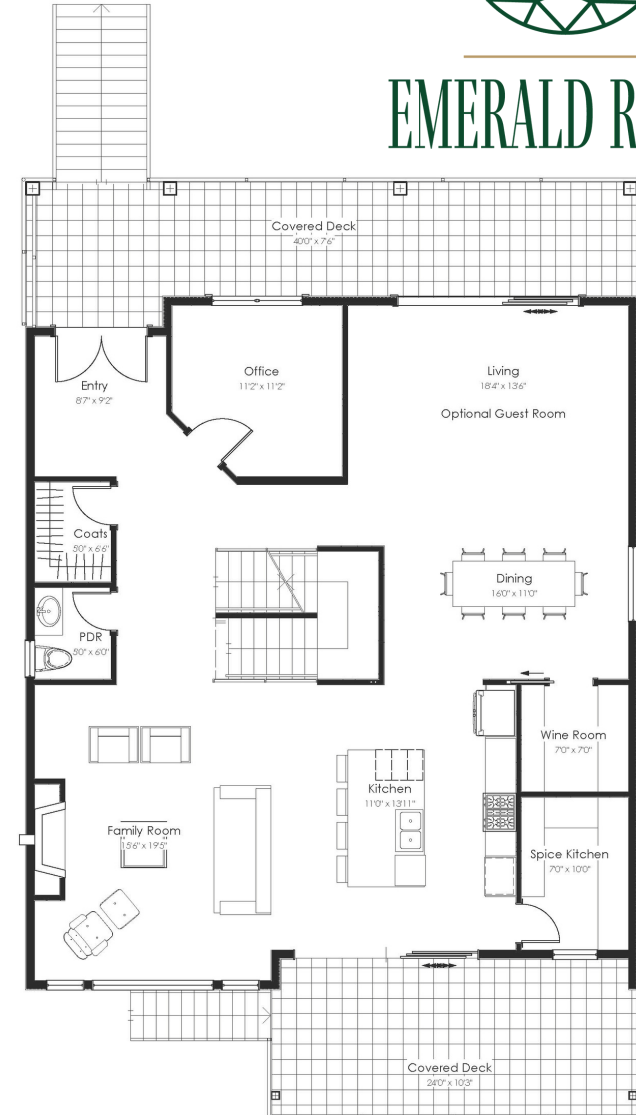 EMERALD R
Covered Deck
40'0" x 7'6"
Office
11'2" x 11'2"
Living
18'4" x 13'6"
Optional Guest Room
Entry
8'7" x 9'2"
Coats
5'0" x 6'6"
PDR
5'0" x 6'0"
Dining
16'0" x 11'0"
Wine Room
7'0" x 7'0"
Kitchen
11'0" x 13'11"
Family Room
15'6" x 19'5"
Spice Kitchen
7'0" x 10'0"
Covered Deck
24'0" x 10'3"